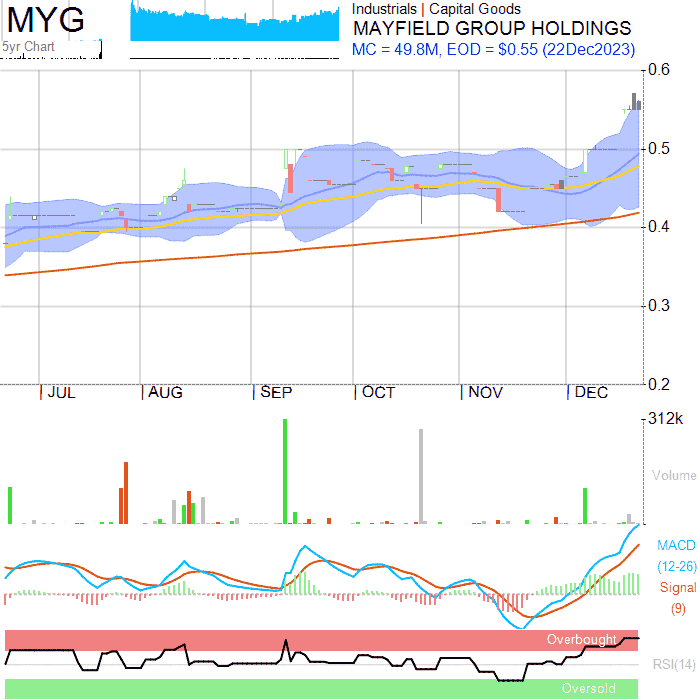 MYG
5yr Chart
Industrials | Capital Goods
MAYFIELD GROUP HOLDINGS
MC = 49.8M, EOD = $0.55 (22Dec2023)
0.6
0.5
0.4
0.3
0.2
JUL AUG SEP OCT NOV DEC
312k
Volume
MACD
(12-26)
Signal
(9)
Overbought
RSI(14)
Oversold